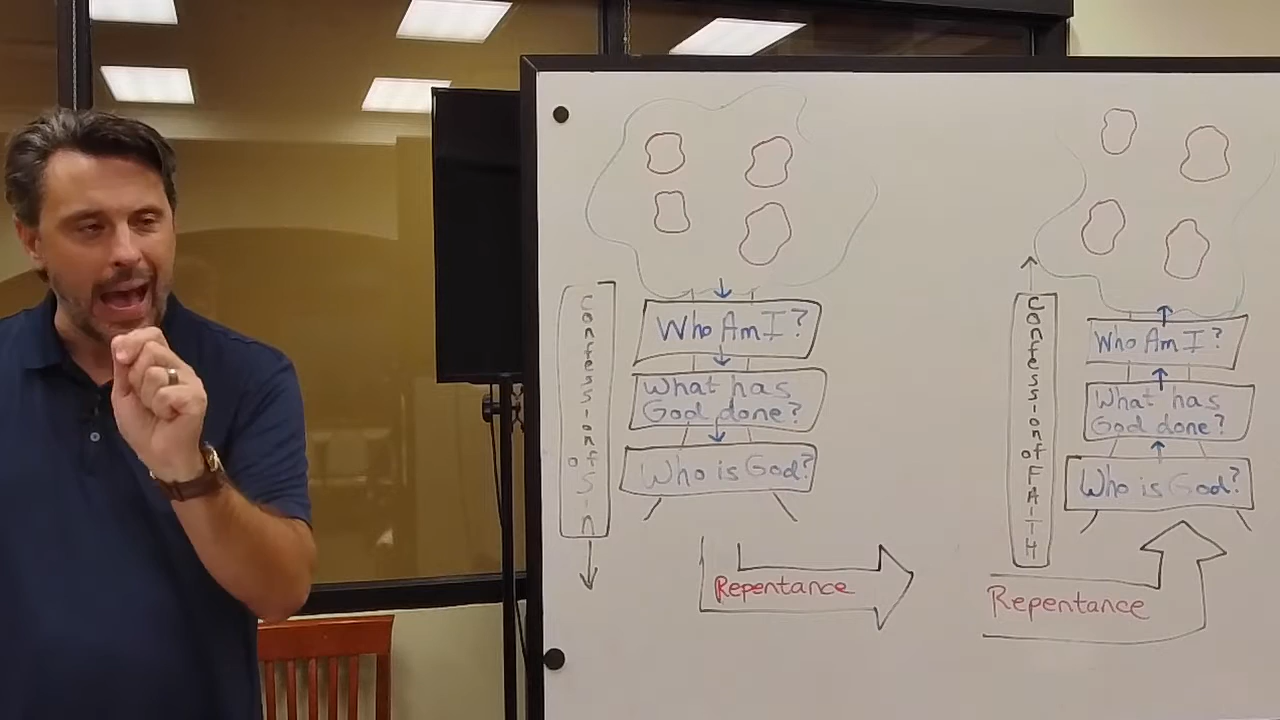 Confession of Sin
Who Am I?
What has
God done?
Who is God?
Repentance
Confession of FAITH
Who Am I?
What has
God done?
Who is God?
Repentance